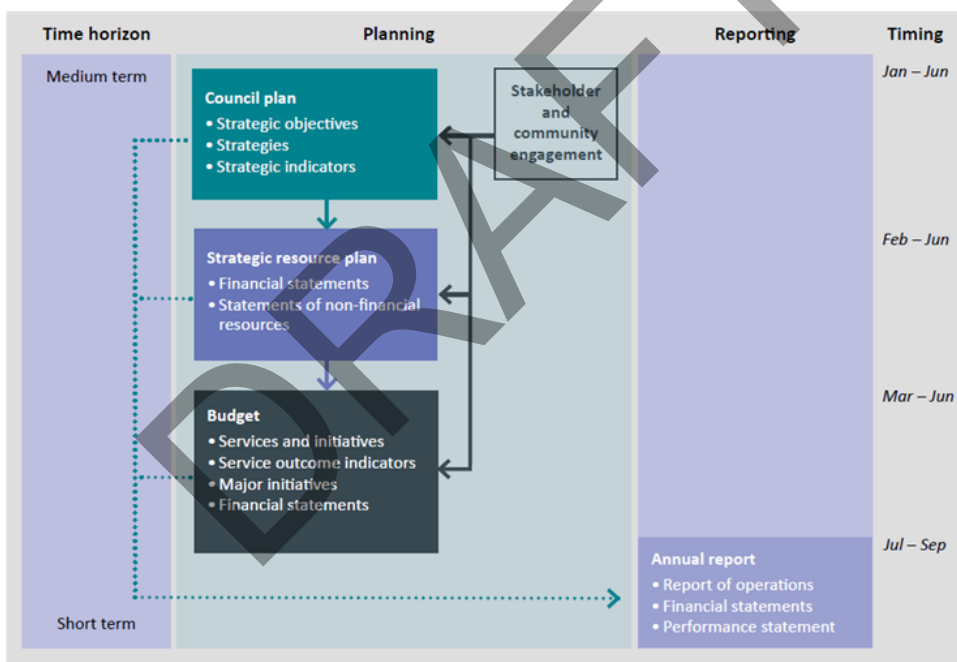 Time horizon
Planning
Reporting
Timing
Medium term
Jan – Jun
Council plan
• Strategic objectives
• Strategies
• Strategic indicators
Stakeholder
and
community
engagement
Feb – Jun
Strategic resource plan
• Financial statements
• Statements of non-financial
resources
Mar – Jun
Budget
• Services and initiatives
• Service outcome indicators
• Major initiatives
• Financial statements
Jul – Sep
Annual report
• Report of operations
• Financial statements
• Performance statement
Short term
DRAFT